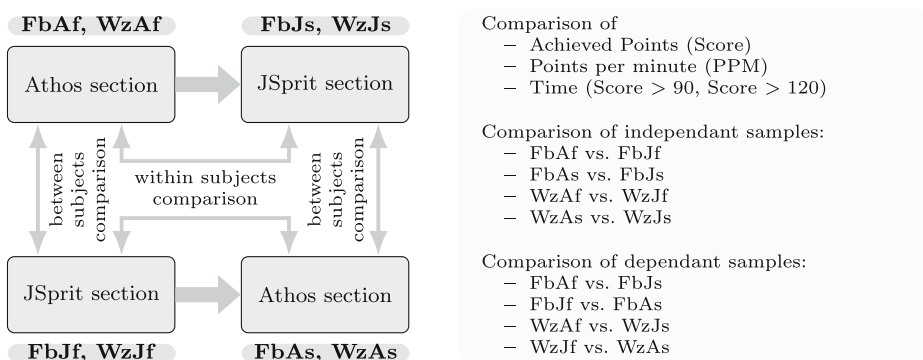 FbAf, WzAf
FbJs, WzJs
Athos section
JSprit section
between
subjects
comparison
within subjects
comparison
between
subjects
comparison
JSprit section
Athos section
FbJf, WzJf
FbAs, WzAs
Comparison of
– Achieved Points (Score)
– Points per minute (PPM)
– Time (Score > 90, Score > 120)
Comparison of independant samples:
– FbAf vs. FbJf
– FbAs vs. FbJs
– WzAf vs. WzJf
– WzAs vs. WzJs
Comparison of dependant samples:
– FbAf vs. FbJs
– FbJf vs. FbAs
– WzAf vs. WzJs
– WzJf vs. WzAs